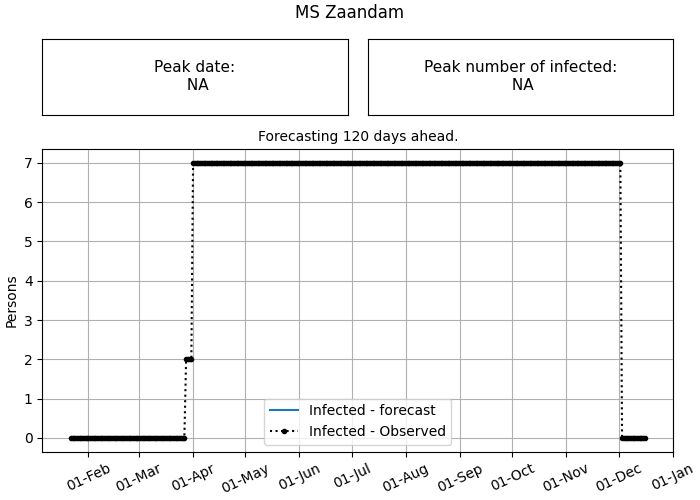 MS Zaandam
Peak date:
NA
Peak number of infected:
NA
Forecasting 120 days ahead.
Persons
7
6
5
4
3
2
1
0
Infected - forecast
Infected - Observed
01-Feb
01-Mar
01-Apr
01-May
01-Jun
01-Jul
01-Aug
01-Sep
01-Oct
01-Nov
01-Dec
01-Jan